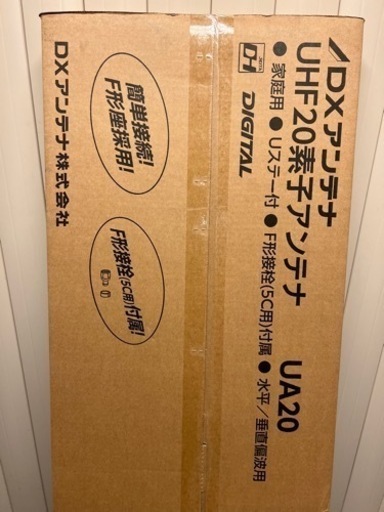 DXアンテナ
UHF20素子アンテナ UA20
●家庭用 ●Uステー付 ●F形接栓(5C用)付属 ●水平/垂直偏波用
DH
DIGITAL
簡単接続!
F形座採用!
F形接栓(5C用)付属!
DXアンテナ株式会社